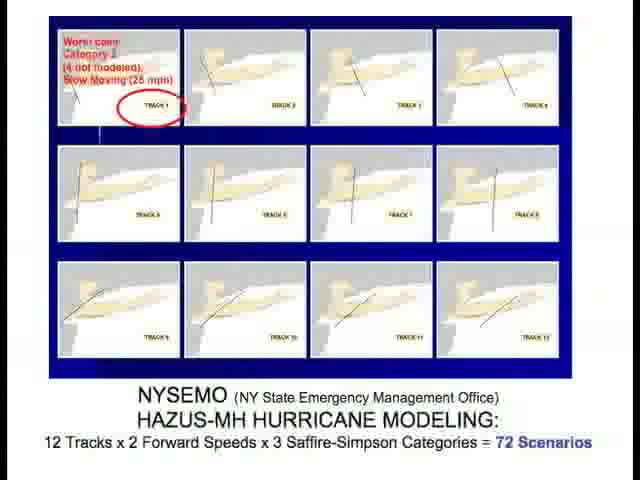 Worst case
Category 3
(4 not modeled),
Slow Moving (25 mph)
TRACK 1
TRACK 2
TRACK 3
TRACK 4
TRACK 5
TRACK 6
TRACK 7
TRACK 8
TRACK 9
TRACK 10
TRACK 11
TRACK 12
NYSEMO (NY State Emergency Management Office)
HAZUS-MH HURRICANE MODELING:
12 Tracks x 2 Forward Speeds x 3 Saffire-Simpson Categories = 72 Scenarios